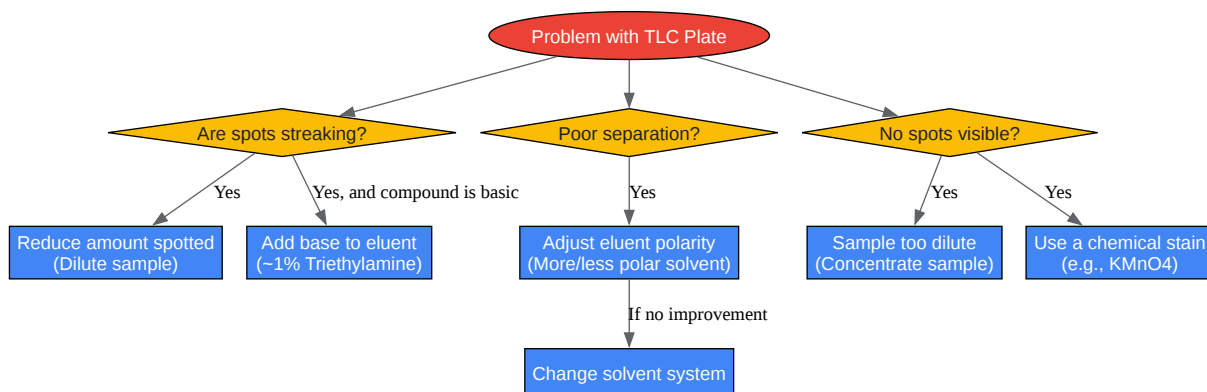 Problem with TLC Plate
Are spots streaking?
Poor separation?
No spots visible?
Yes
Yes, and compound is basic
Yes
Yes
Yes
Reduce amount spotted
(Dilute sample)
Add base to eluent
(~1% Triethylamine)
Adjust eluent polarity
(More/less polar solvent)
Sample too dilute
(Concentrate sample)
Use a chemical stain
(e.g., KMnO4)
If no improvement
Change solvent system